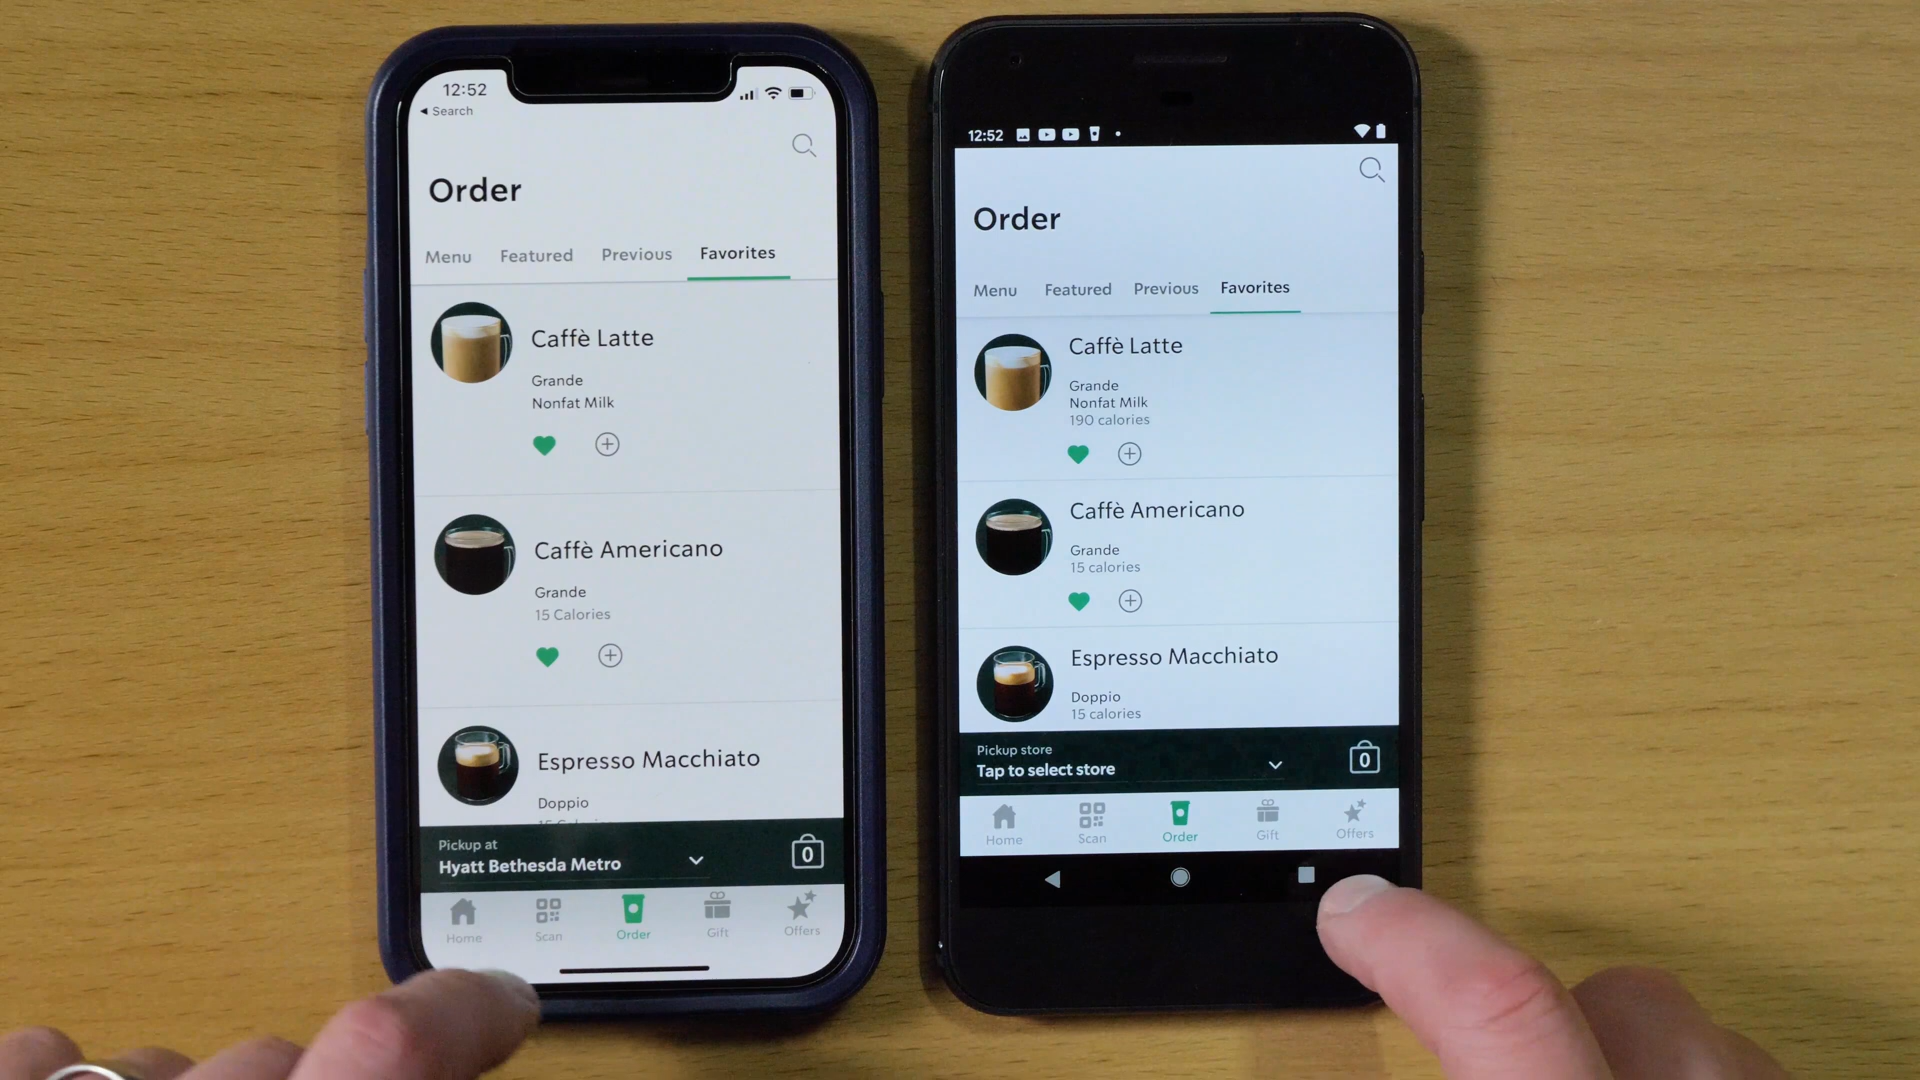 12:52
◀ Search
Order
Menu Featured Previous Favorites
Caffè Latte
Grande
Nonfat Milk
Caffè Americano
Grande
15 Calories
Espresso Macchiato
Doppio
Pickup at
Hyatt Bethesda Metro
0
Home Scan Order Gift Offers
12:52
Order
Menu Featured Previous Favorites
Caffè Latte
Grande
Nonfat Milk
190 calories
Caffè Americano
Grande
15 calories
Espresso Macchiato
Doppio
15 calories
Pickup store
Tap to select store
0
Home Scan Order Gift Offers